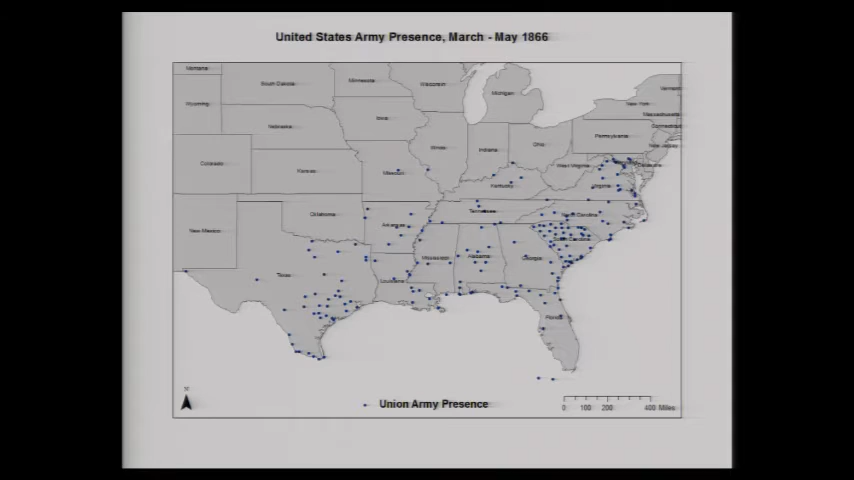 United States Army Presence, March - May 1866
Montana
South Dakota
Minnesota
Wisconsin
Michigan
Vermont
Wyoming
New York
Massachusetts
Nebraska
Iowa
Connecticut
Illinois
Indiana
Ohio
Pennsylvania
New Jersey
Colorado
Kansas
Missouri
West Virginia
Delaware
Kentucky
Virginia
New Mexico
Oklahoma
Arkansas
Tennessee
North Carolina
South Carolina
Texas
Louisiana
Mississippi
Alabama
Georgia
Florida
N
Union Army Presence
0 100 200 400 Miles